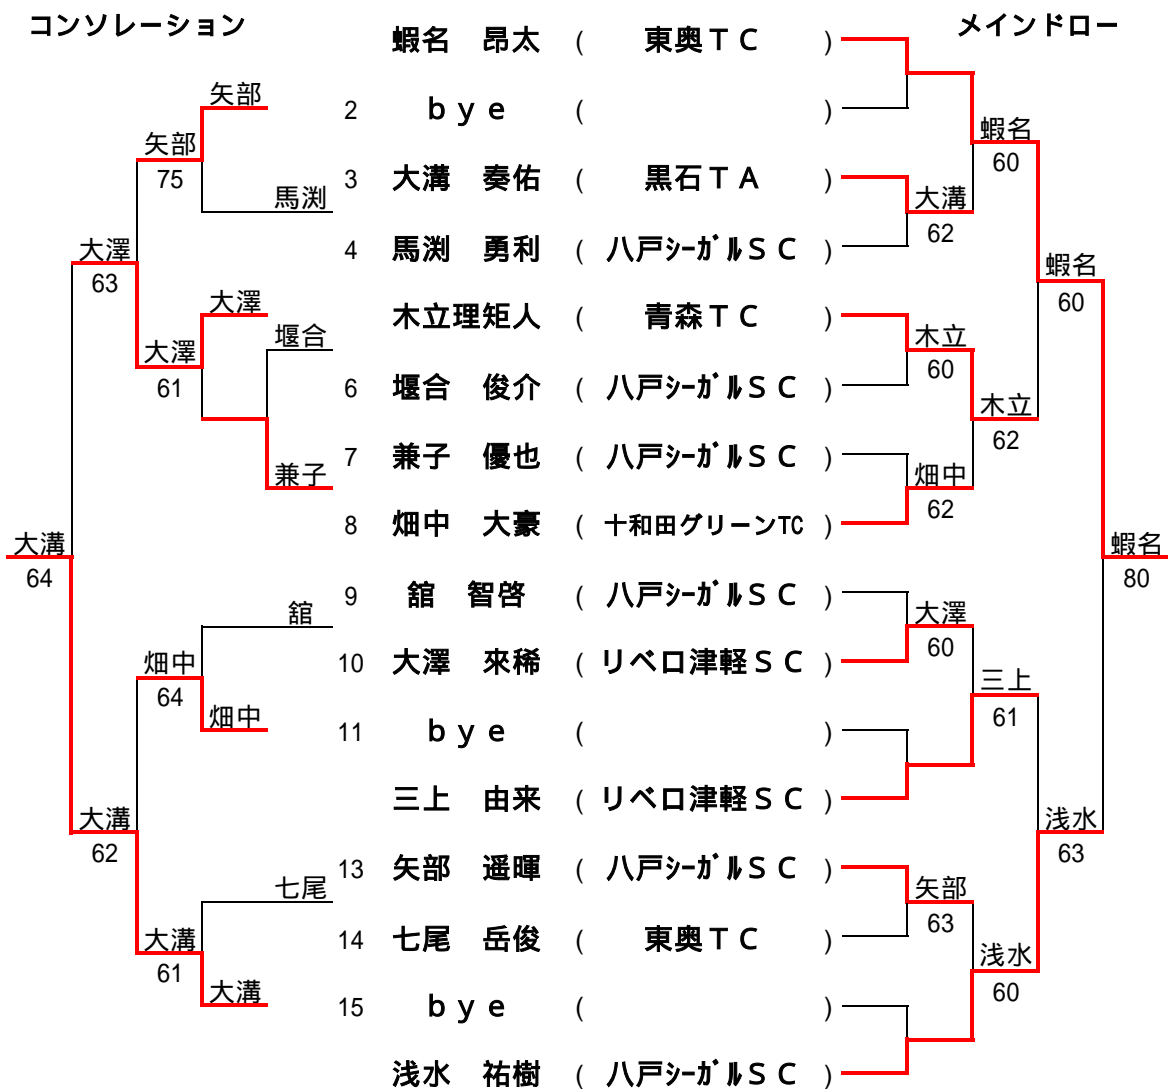 コンソレーション
メインドロー
蝦名　昂太 ( 東奥ＴＣ )
矢部
2 ｂｙｅ ( )
矢部
蝦名
75
60
3 大溝　奏佑 ( 黒石ＴＡ )
馬渕
大溝
62
大澤
4 馬渕　勇利 ( 八戸ｼｰｶﾞﾙＳＣ )
63
蝦名
60
大澤
木立理矩人 ( 青森ＴＣ )
堰合
木立
大澤
60
61
6 堰合　俊介 ( 八戸ｼｰｶﾞﾙＳＣ )
木立
62
7 兼子　優也 ( 八戸ｼｰｶﾞﾙＳＣ )
兼子
畑中
62
8 畑中　大豪 ( 十和田グリーンTC )
大溝
蝦名
64
80
9 舘　智啓 ( 八戸ｼｰｶﾞﾙＳＣ )
舘
大澤
60
畑中
10 大澤　來稀 ( リベロ津軽ＳＣ )
64
三上
畑中
61
11 ｂｙｅ ( )
三上　由来 ( リベロ津軽ＳＣ )
大溝
浅水
62
63
13 矢部　遥暉 ( 八戸ｼｰｶﾞﾙＳＣ )
七尾
矢部
63
大溝
14 七尾　岳俊 ( 東奥ＴＣ )
61
浅水
大溝
60
15 ｂｙｅ ( )
浅水　祐樹 ( 八戸ｼｰｶﾞﾙＳＣ )